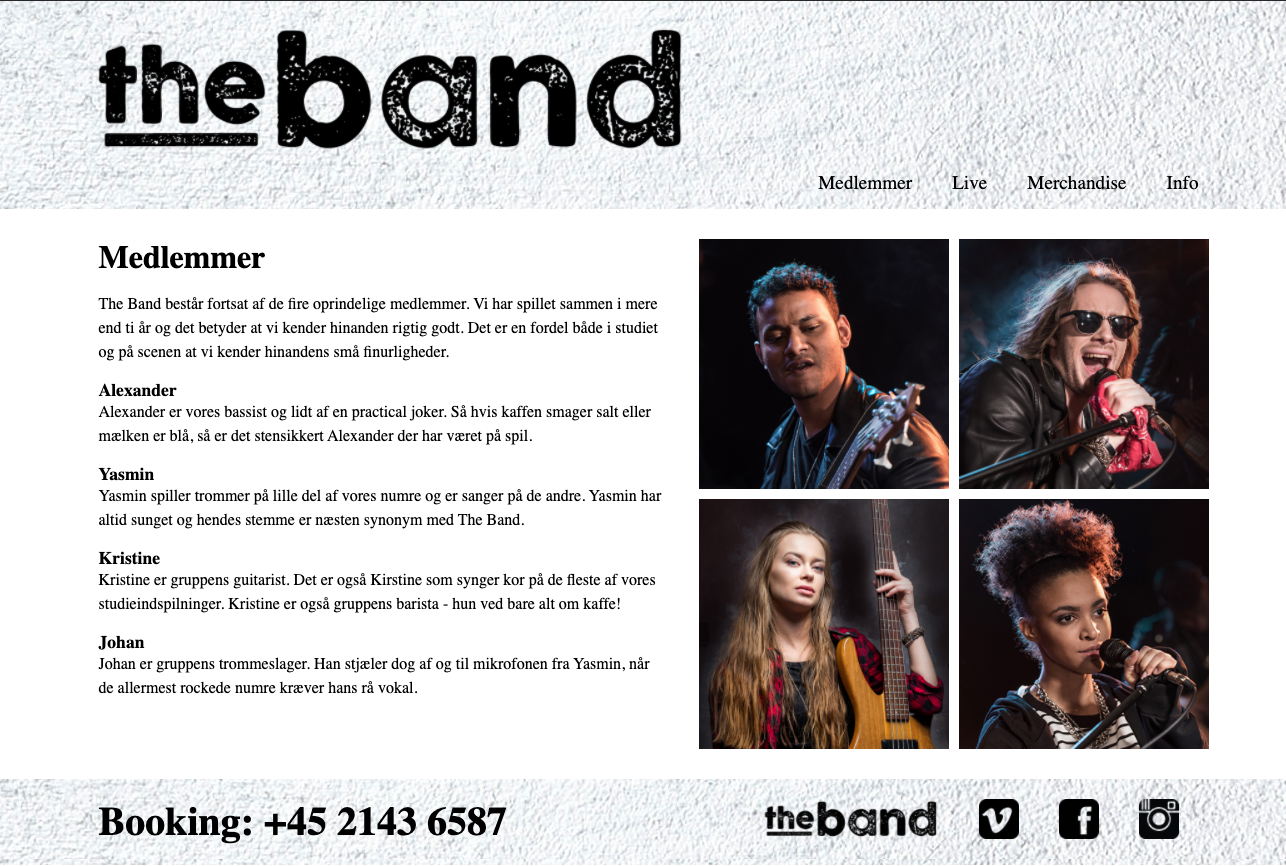 the band
Medlemmer Live Merchandise Info
Medlemmer
The Band består fortsat af de fire oprindelige medlemmer. Vi har spillet sammen i mere
end ti år og det betyder at vi kender hinanden rigtig godt. Det er en fordel både i studiet
og på scenen at vi kender hinandens små finurligheder.
Alexander
Alexander er vores bassist og lidt af en practical joker. Så hvis kaffen smager salt eller
mælken er blå, så er det stensikkert Alexander der har været på spil.
Yasmin
Yasmin spiller trommer på lille del af vores numre og er sanger på de andre. Yasmin har
altid sunget og hendes stemme er næsten synonym med The Band.
Kristine
Kristine er gruppens guitarist. Det er også Kirstine som synger kor på de fleste af vores
studieindspilninger. Kristine er også gruppens barista - hun ved bare alt om kaffe!
Johan
Johan er gruppens trommeslager. Han stjæler dog af og til mikrofonen fra Yasmin, når
de allermest rockede numre kræver hans rå vokal.
Booking: +45 2143 6587
the band